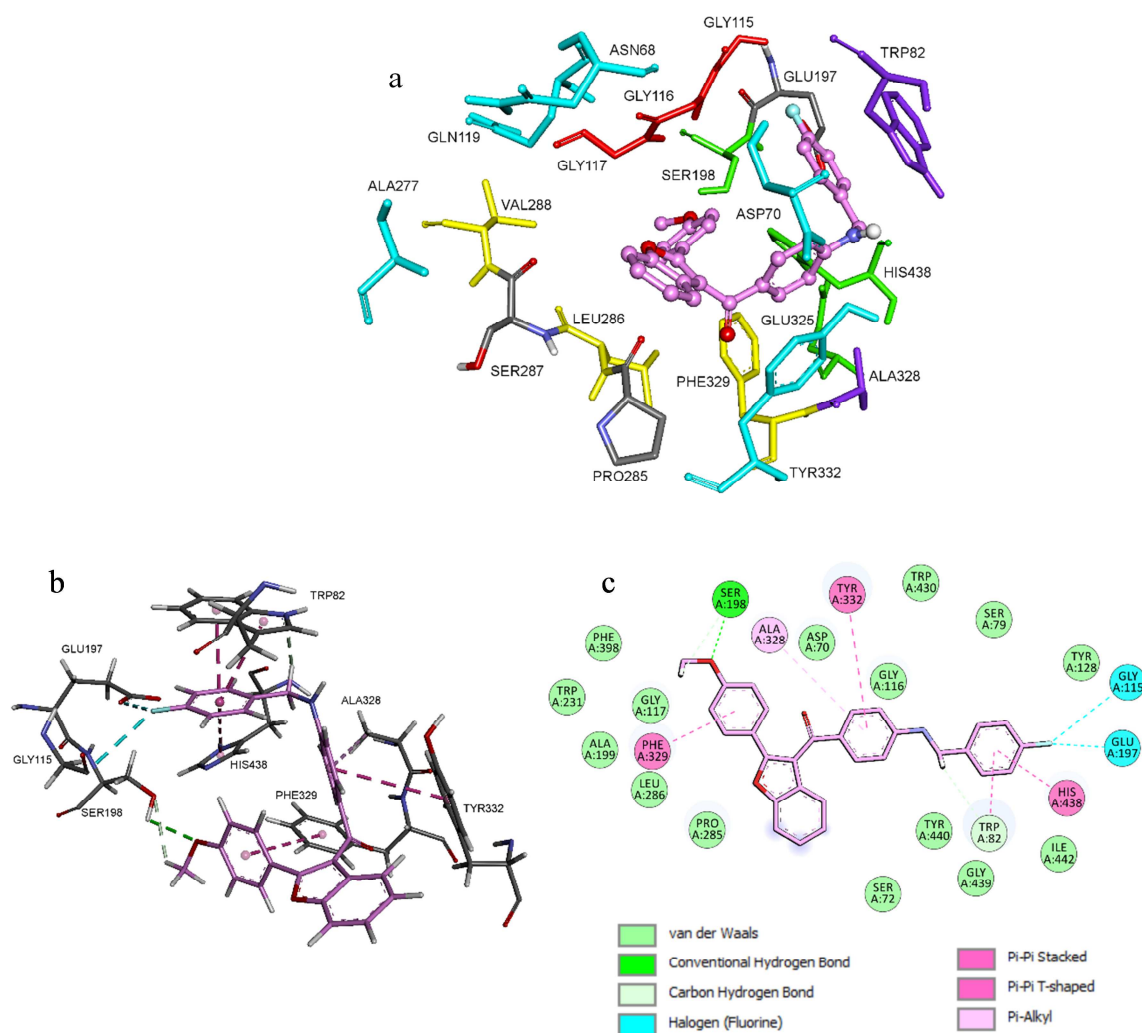 a
GLY115
TRP82
ASN68
GLU197
GLY116
GLN119
GLY117
SER198
ALA277
VAL288
ASP70
HIS438
LEU286
GLU325
SER287
PHE329
ALA328
PRO285
TYR332
b
TRP82
GLU197
ALA328
GLY115
HIS438
SER198
PHE329
TYR332
c
SER
A:198
TYR
A:332
TRP
A:430
SER
A:79
PHE
A:398
ALA
A:328
ASP
A:70
TYR
A:128
GLY
A:115
TRP
A:231
GLY
A:117
GLY
A:116
ALA
A:199
PHE
A:329
GLU
A:197
LEU
A:286
HIS
A:438
PRO
A:285
TYR
A:440
TRP
A:82
ILE
A:442
SER
A:72
GLY
A:439
van der Waals
Conventional Hydrogen Bond
Carbon Hydrogen Bond
Halogen (Fluorine)
Pi-Pi Stacked
Pi-Pi T-shaped
Pi-Alkyl